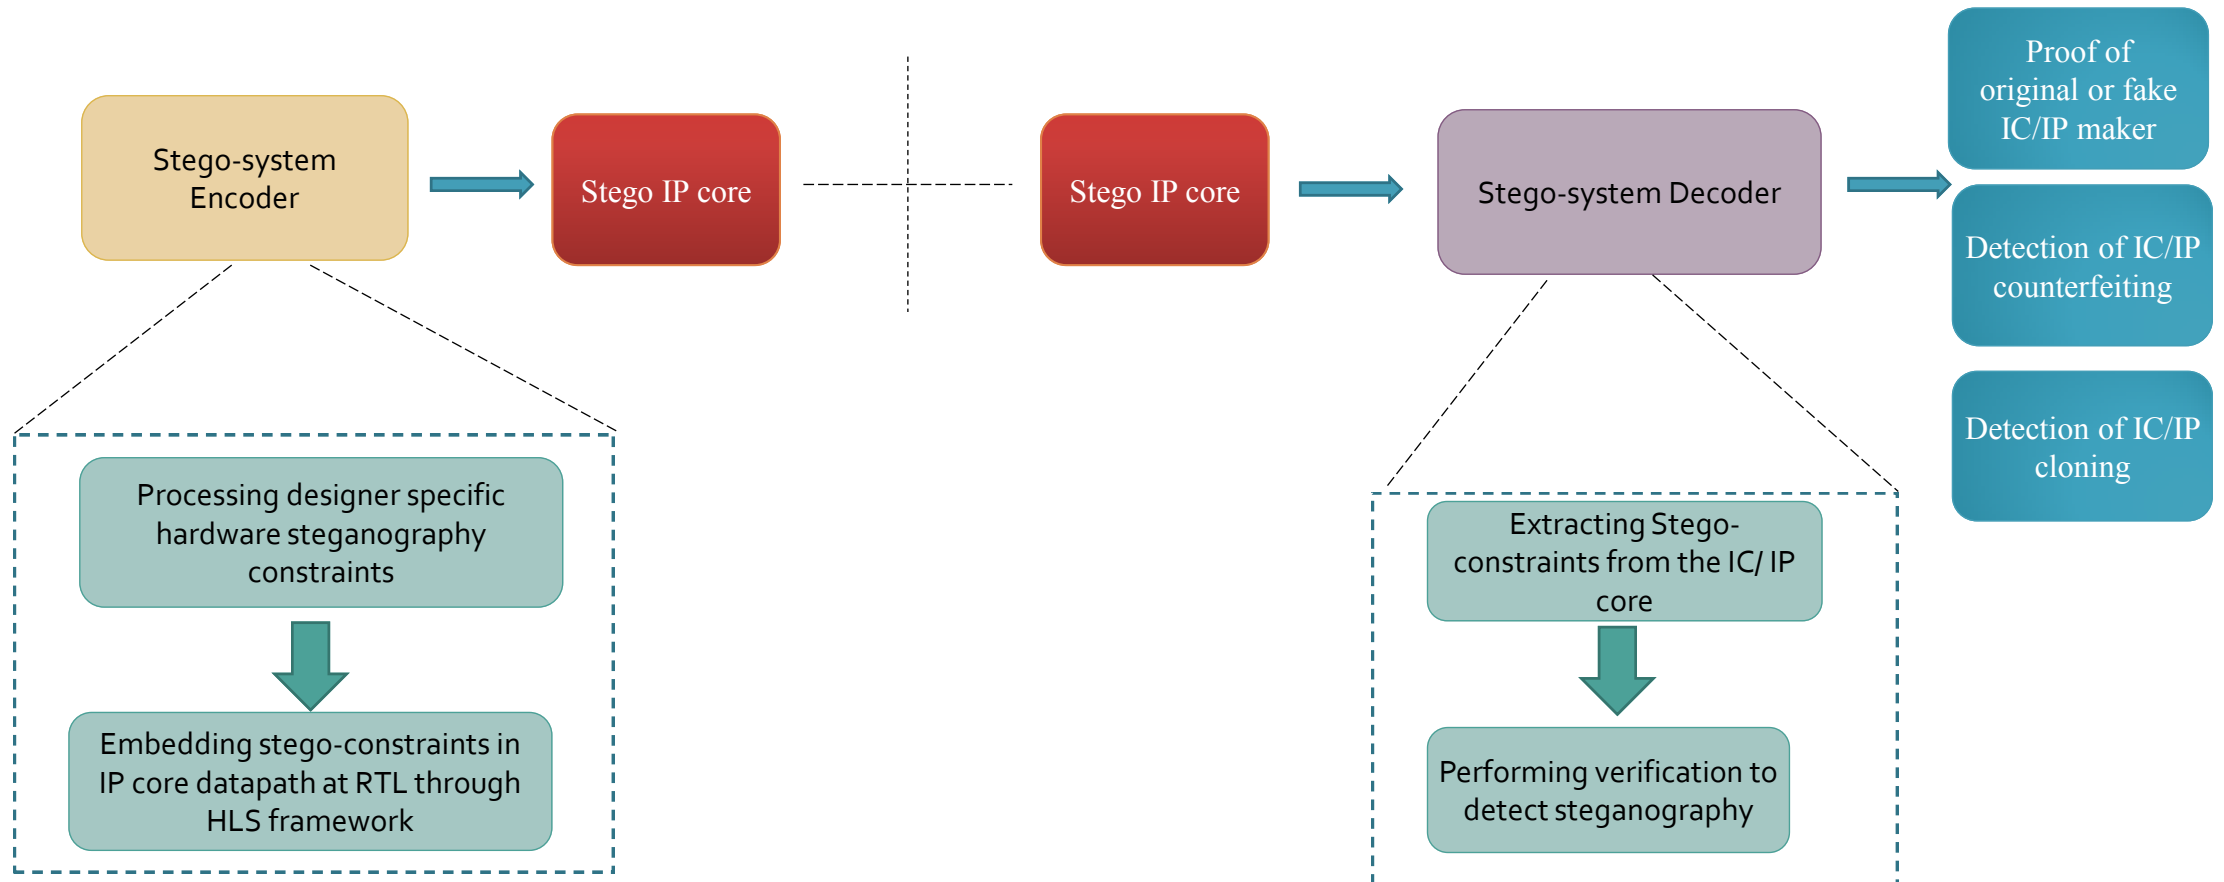 Stego-system
Encoder
Stego IP core
Stego IP core
Stego-system Decoder
Proof of
original or fake
IC/IP maker
Detection of IC/IP
counterfeiting
Detection of IC/IP
cloning
Processing designer specific
hardware steganography
constraints
Embedding stego-constraints in
IP core datapath at RTL through
HLS framework
Extracting Stego-
constraints from the IC/ IP
core
Performing verification to
detect steganography